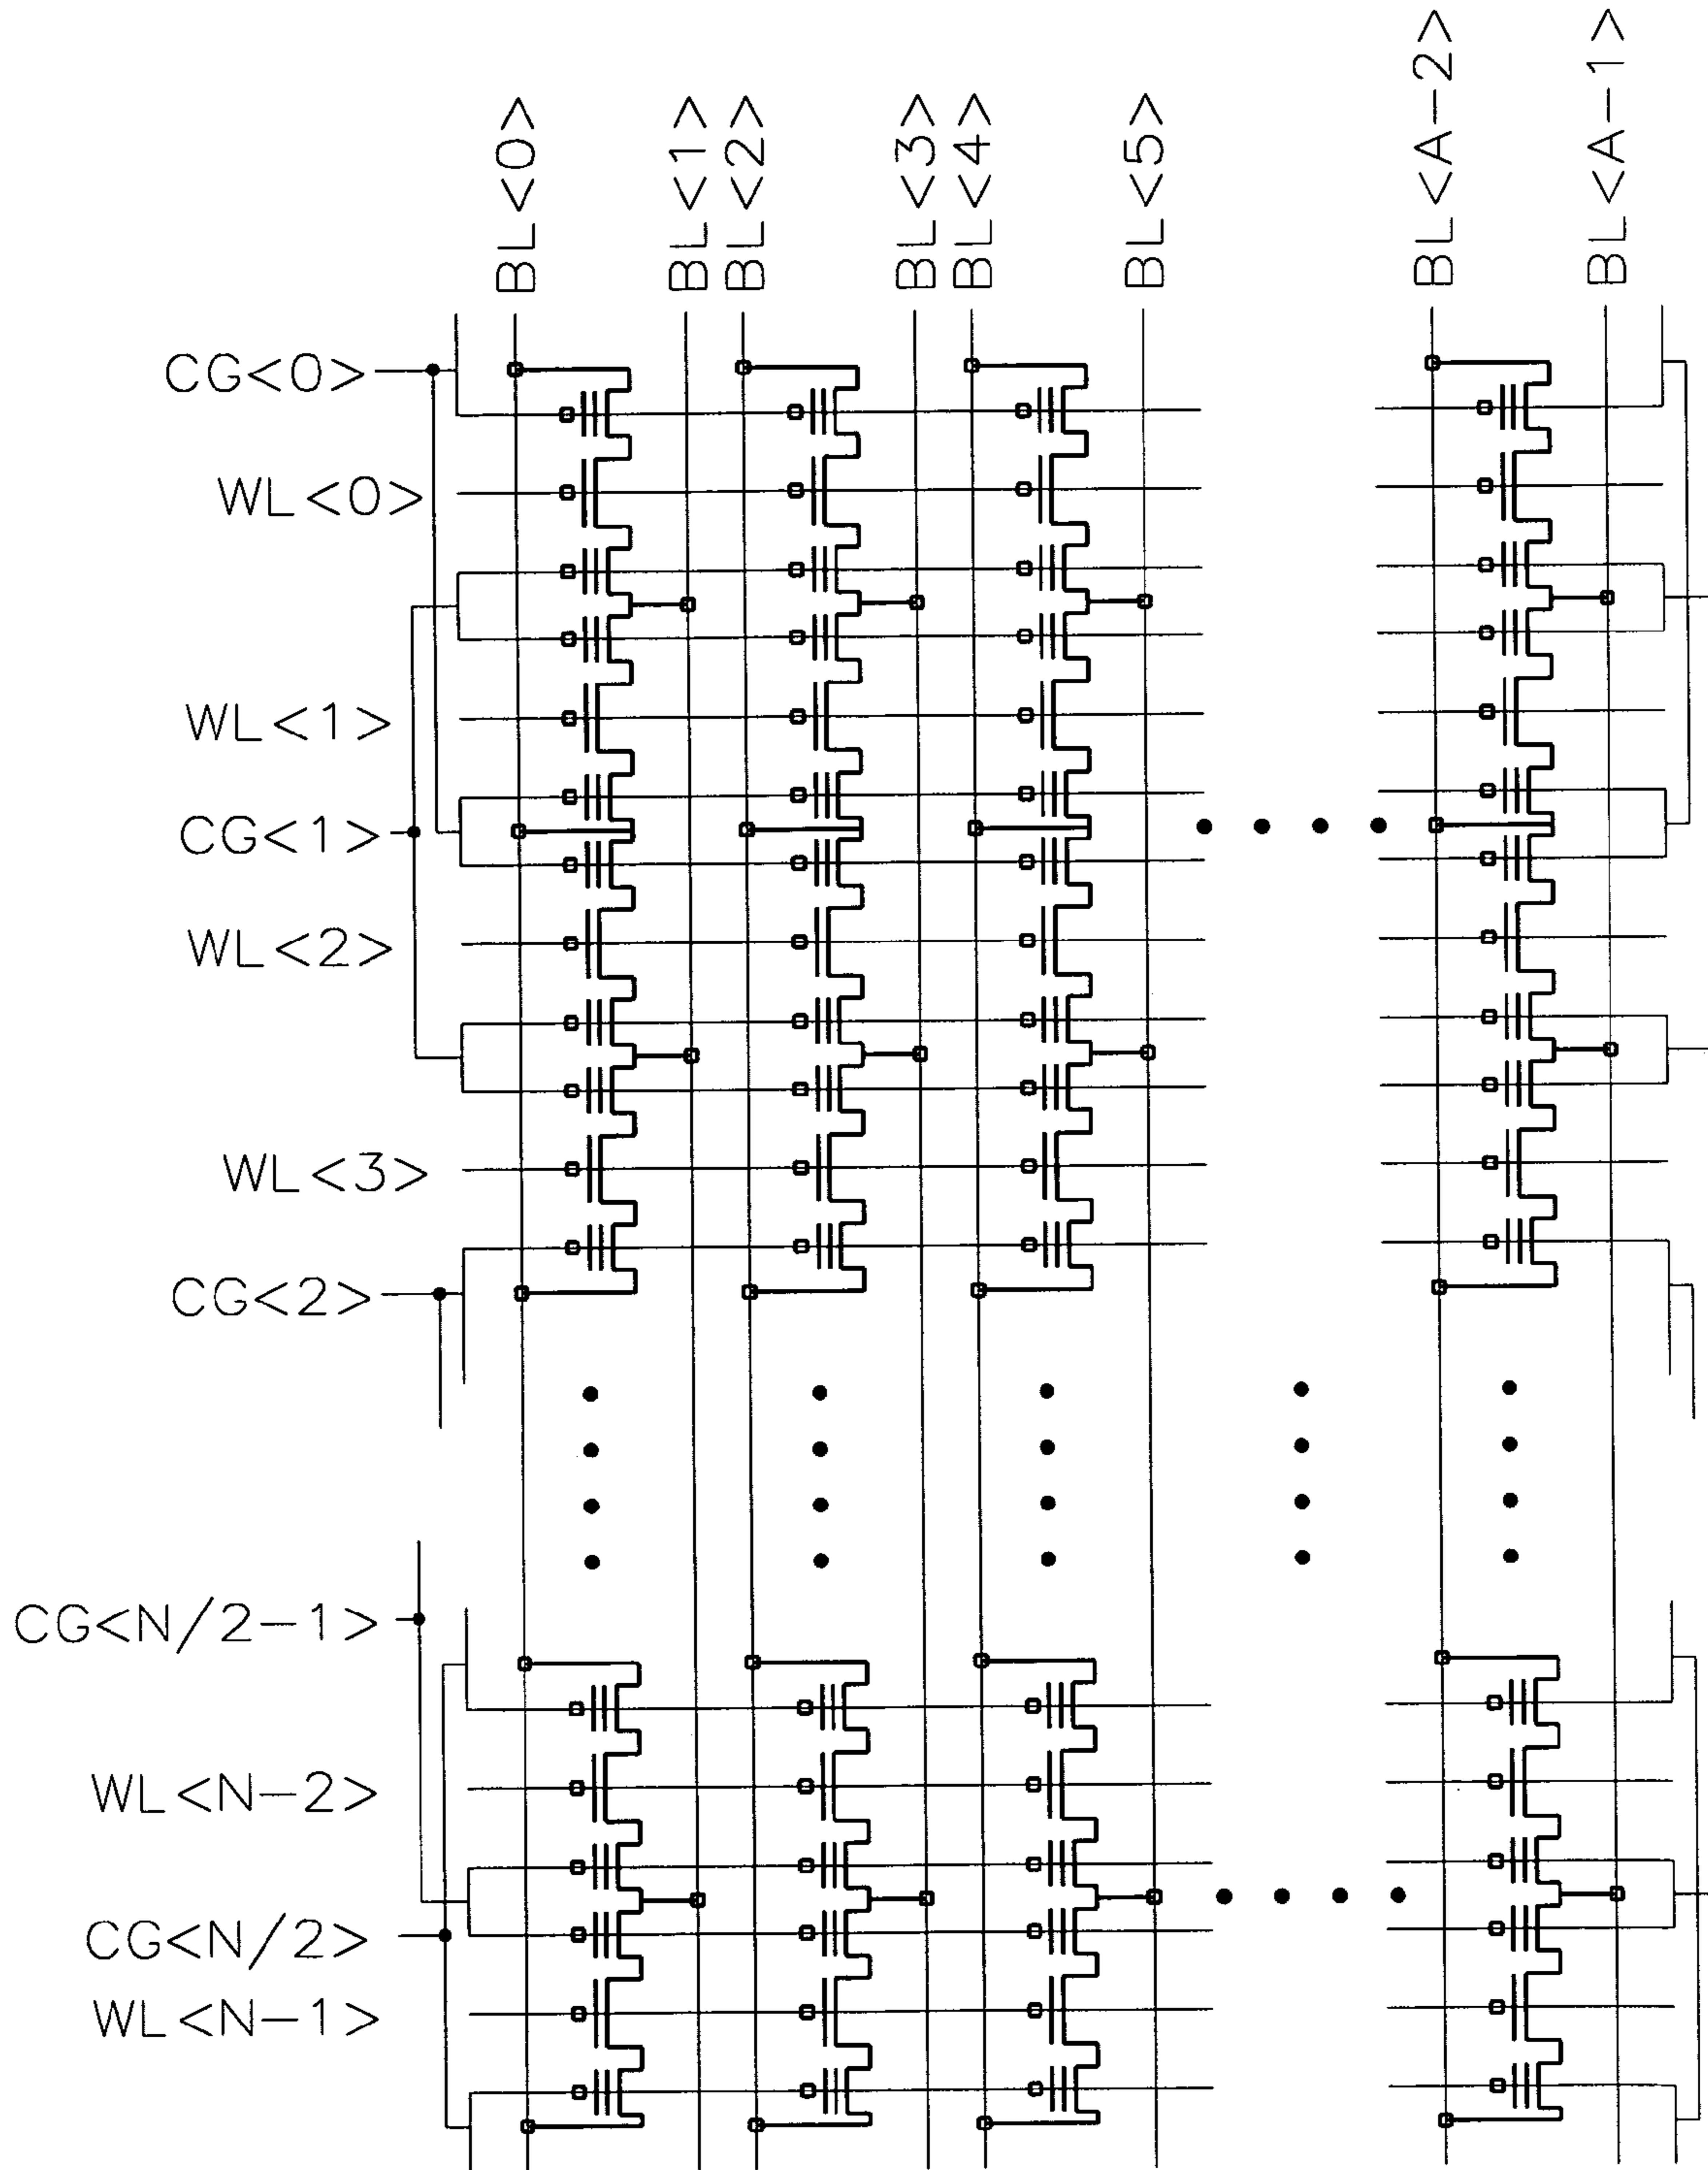 BL<0>
BL<1>
BL<2>
BL<3>
BL<4>
BL<5>
BL<A-2>
BL<A-1>
CG<0>
WL<0>
WL<1>
CG<1>
WL<2>
WL<3>
CG<2>
CG<N/2-1>
WL<N-2>
CG<N/2>
WL<N-1>